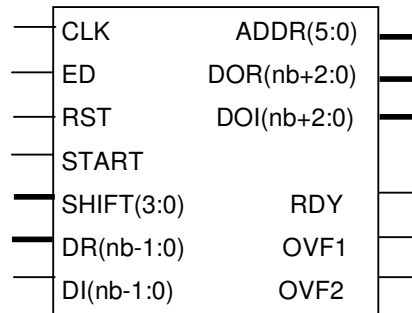 CLK ADDR(5:0)
ED DOR(nb+2:0)
RST DOI(nb+2:0)
START
SHIFT(3:0) RDY
DR(nb-1:0) OVF1
DI(nb-1:0) OVF2